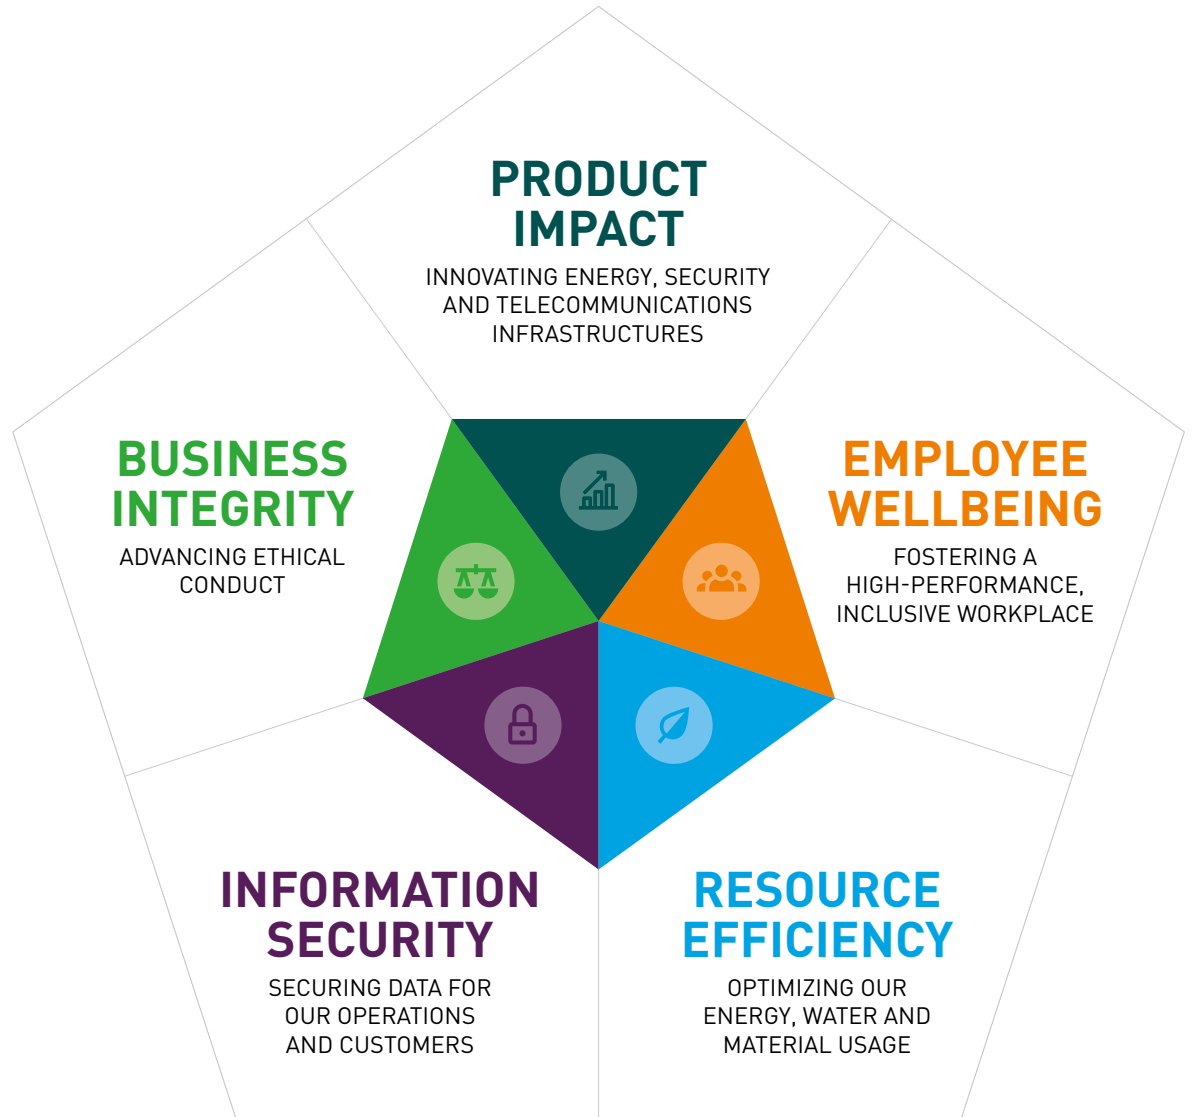 PRODUCT
IMPACT
INNOVATING ENERGY, SECURITY
AND TELECOMMUNICATIONS
INFRASTRUCTURES
BUSINESS
INTEGRITY
ADVANCING ETHICAL
CONDUCT
EMPLOYEE
WELLBEING
FOSTERING A
HIGH-PERFORMANCE,
INCLUSIVE WORKPLACE
INFORMATION
SECURITY
SECURING DATA FOR
OUR OPERATIONS
AND CUSTOMERS
RESOURCE
EFFICIENCY
OPTIMIZING OUR
ENERGY, WATER AND
MATERIAL USAGE